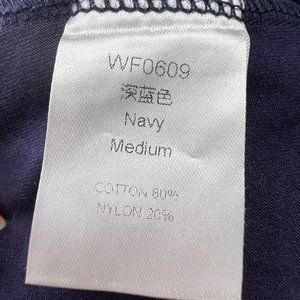 WF0609
深蓝色
Navy
Medium
COTTON 80%
NYLON 20%